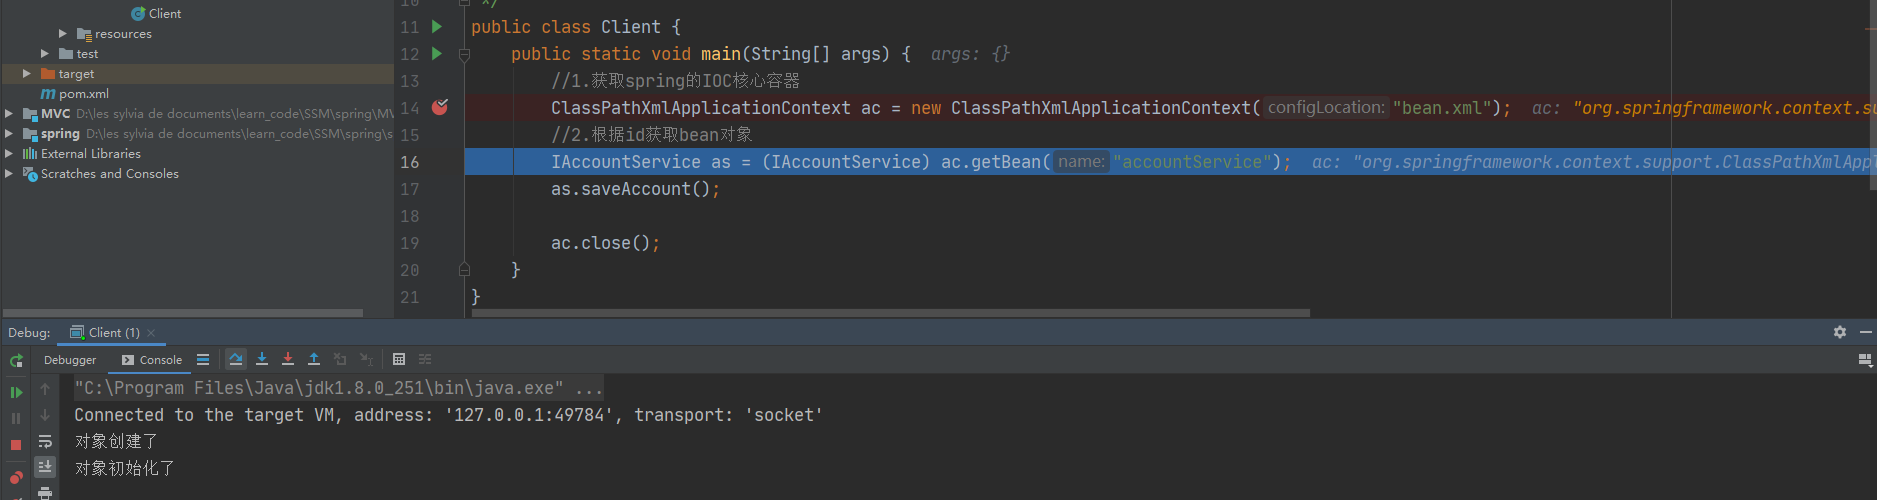 Client
resources
test
target
pom.xml
MVC D:\les sylvia de documents\learn_code\SSM\spring\M
spring D:\les sylvia de documents\learn_code\SSM\spring\s
External Libraries
Scratches and Consoles
10 */
11 public class Client {
12 public static void main(String[] args) { args: {}
13 //1.获取spring的IOC核心容器
14 ClassPathXmlApplicationContext ac = new ClassPathXmlApplicationContext( configLocation: "bean.xml"); ac: "org.springframework.context.su
15 //2.根据id获取bean对象
16 IAccountService as = (IAccountService) ac.getBean( name: "accountService"); ac: "org.springframework.context.support.ClassPathXmlAppl
17 as.saveAccount();
18
19 ac.close();
20 }
21 }
Debug: Client (1)
Debugger Console
"C:\Program Files\Java\jdk1.8.0_251\bin\java.exe" ...
Connected to the target VM, address: '127.0.0.1:49784', transport: 'socket'
对象创建了
对象初始化了